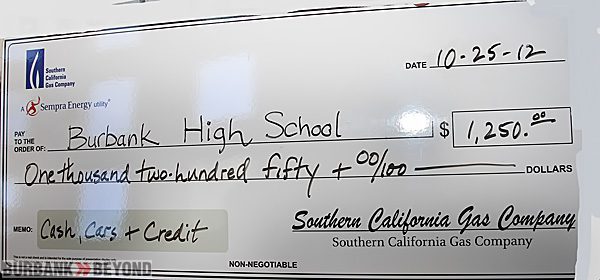 Southern
California
Gas Company
A Sempra Energy utility®
DATE 10-25-12
PAY
TO THE
ORDER OF: Burbank High School $ 1,250.00
One thousand two-hundred fifty + 00/100 DOLLARS
MEMO: Cash, Cars + Credit
Southern California Gas Company
Southern California Gas Company
NON-NEGOTIABLE
BURBANK BEYOND